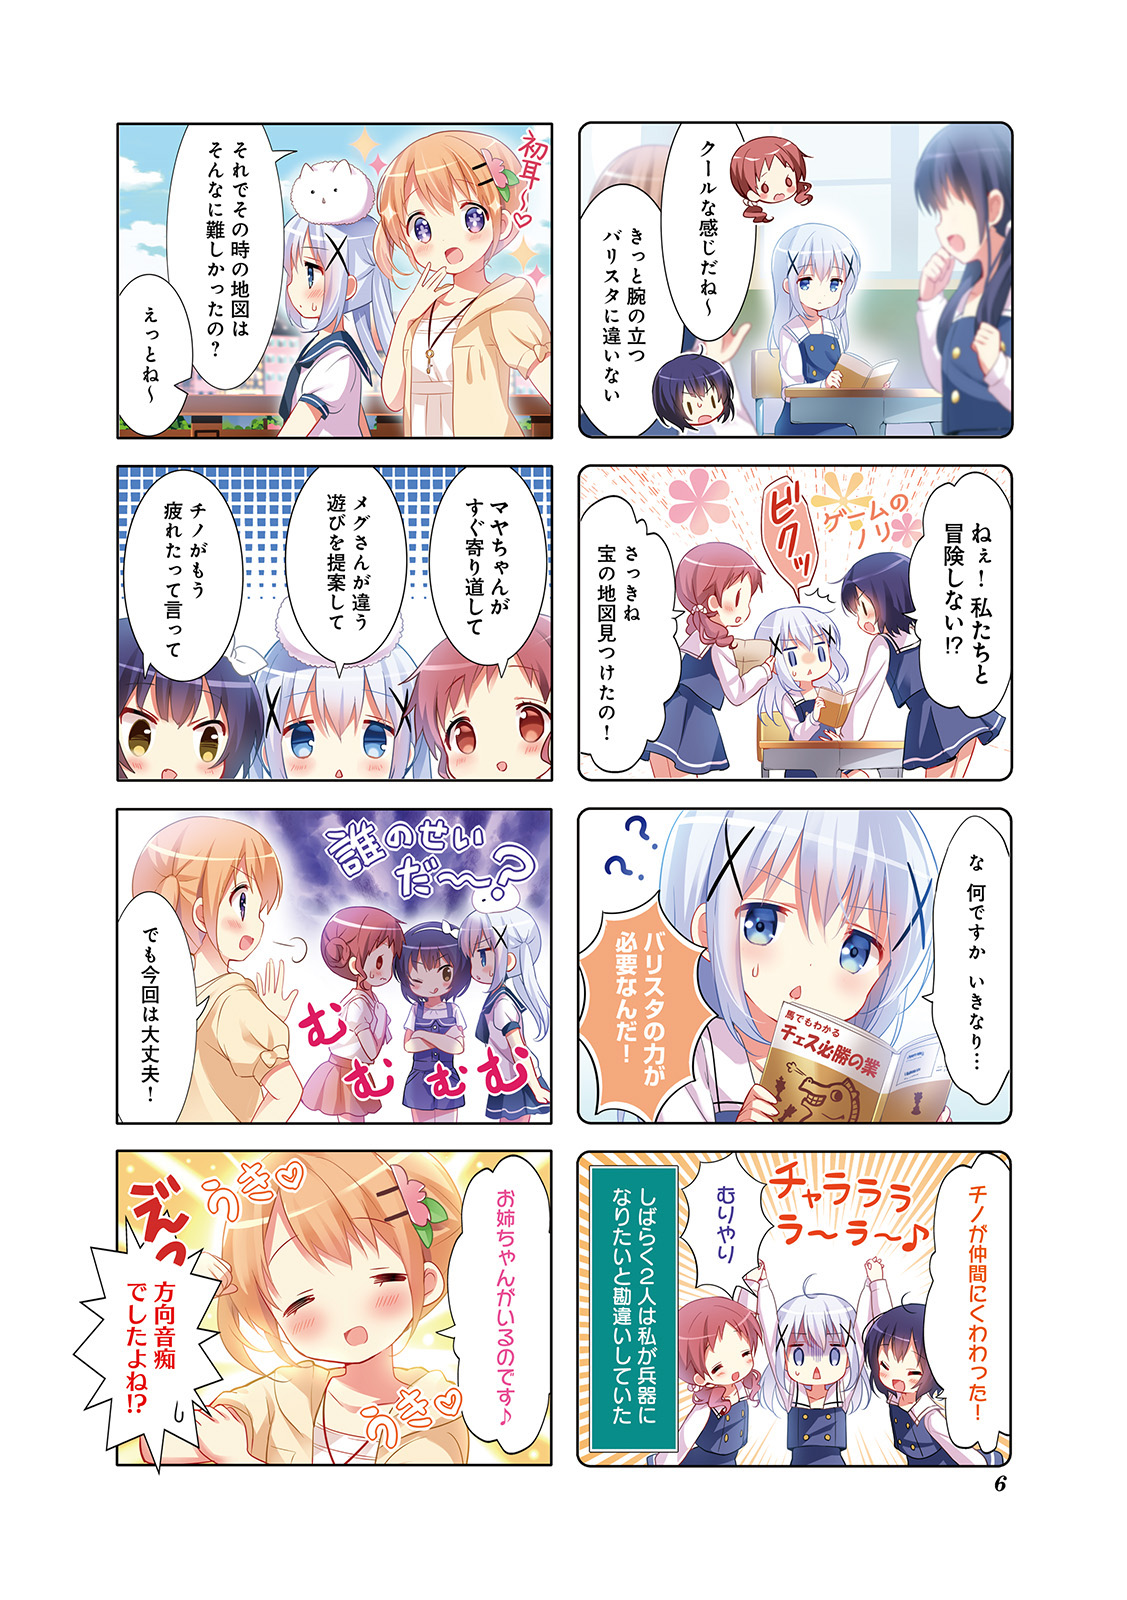 クールな感じだね〜
きっと腕の立つ
バリスタに違いない
ねぇ！私たちと
冒険しない!?
ゲームの
ノリ
ビクッ
さっきね
宝の地図見つけたの！
な 何ですか いきなり…
？
？
バリスタの力が
必要なんだ！
馬でもわかる
チェス必勝の業
チノが仲間にくわわった！
チャラララ
ラ〜ラ〜♪
むりやり
しばらく2人は私が兵器に
なりたいと勘違いしていた
初耳〜♡
それでその時の地図は
そんなに難しかったの？
えっとね〜
マヤちゃんが
すぐ寄り道して
メグさんが違う
遊びを提案して
チノがもう
疲れたって言って
誰のせい
だ〜〜？
む
む
む
む
でも今回は大丈夫！
お姉ちゃんがいるのです♪
うき♡
うき♡
えっ
方向音痴
でしたよね!?
6